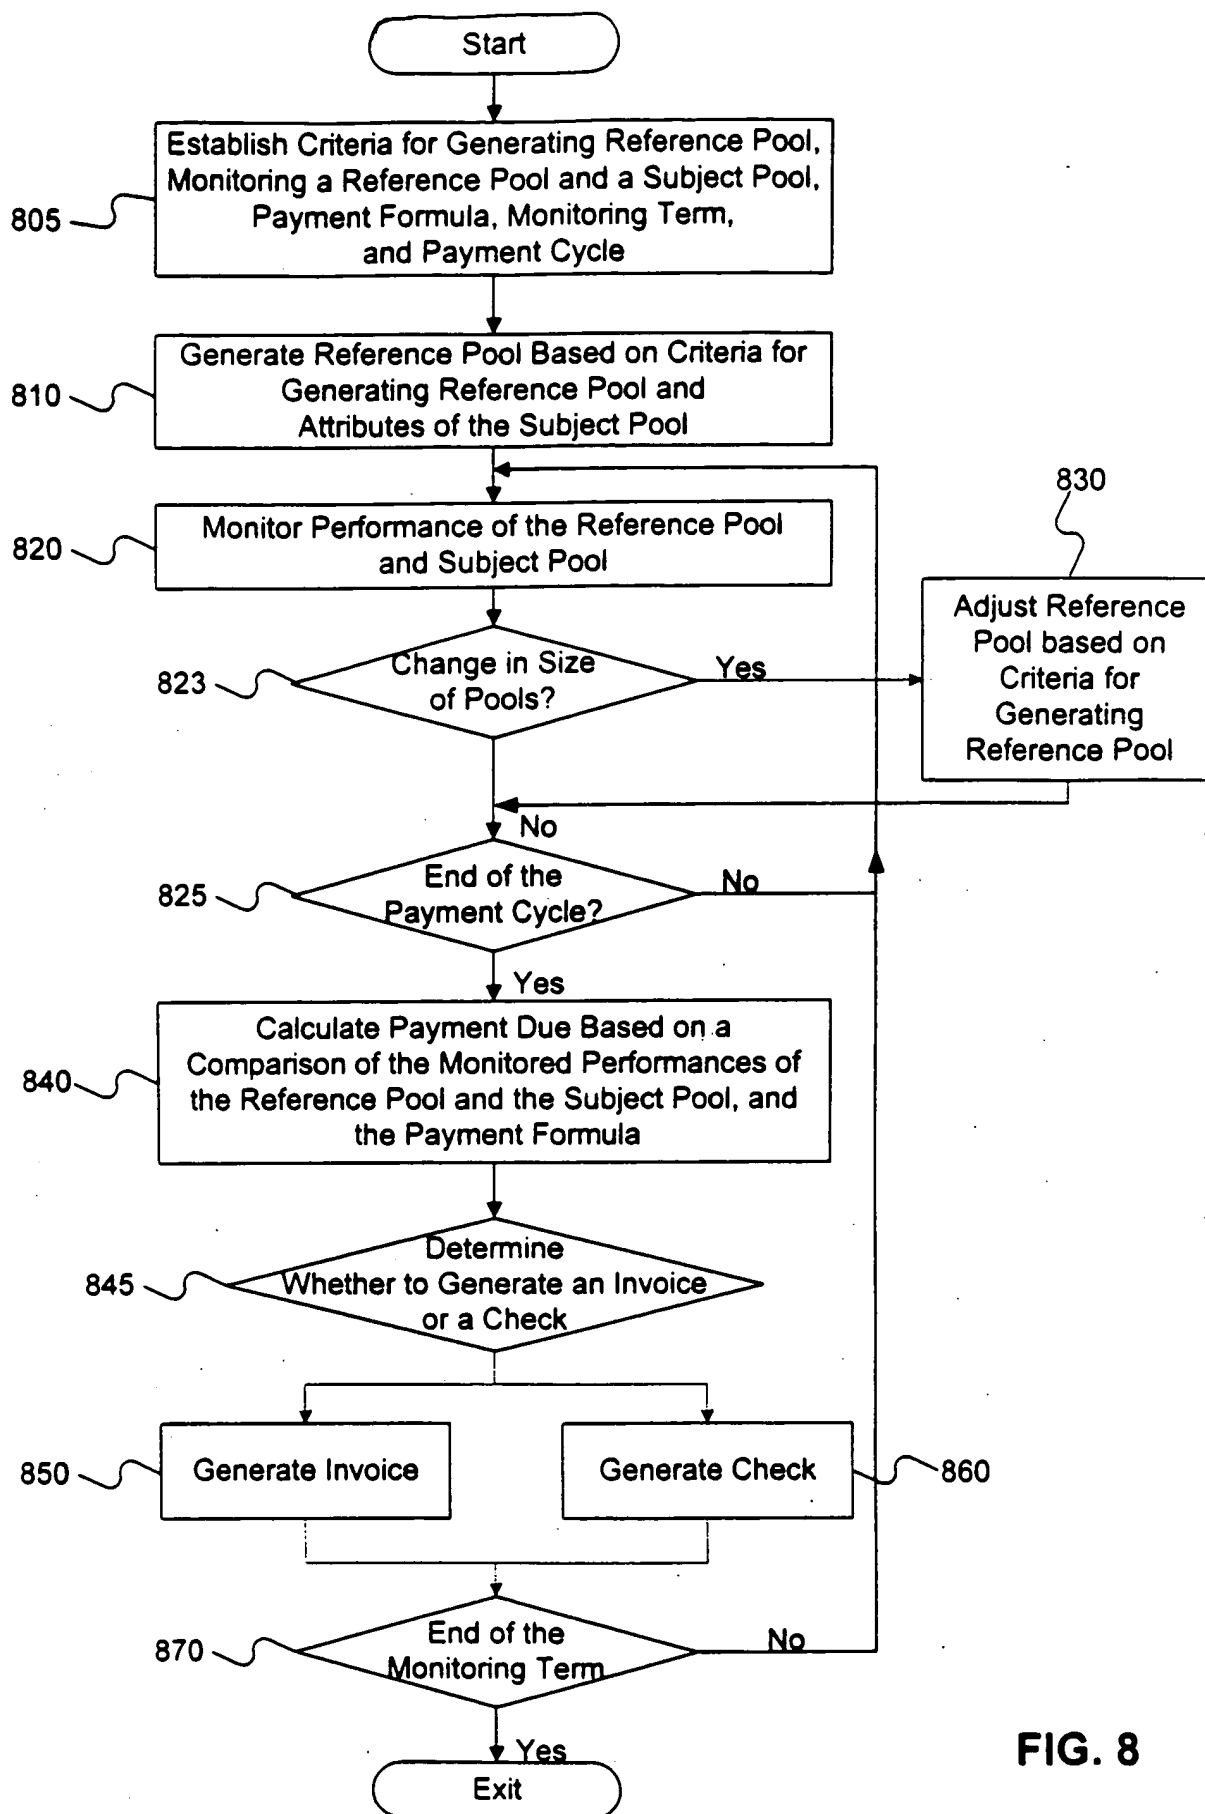 Start
Establish Criteria for Generating Reference Pool,
Monitoring a Reference Pool and a Subject Pool,
Payment Formula, Monitoring Term,
and Payment Cycle
805
Generate Reference Pool Based on Criteria for
Generating Reference Pool and
Attributes of the Subject Pool
810
Monitor Performance of the Reference Pool
and Subject Pool
820
830
Adjust Reference
Pool based on
Criteria for
Generating
Reference Pool
Change in Size
of Pools?
823
Yes
No
End of the
Payment Cycle?
825
No
Yes
Calculate Payment Due Based on a
Comparison of the Monitored Performances of
the Reference Pool and the Subject Pool, and
the Payment Formula
840
Determine
Whether to Generate an Invoice
or a Check
845
Generate Invoice
850
Generate Check
860
End of the
Monitoring Term
870
No
Yes
Exit
FIG. 8